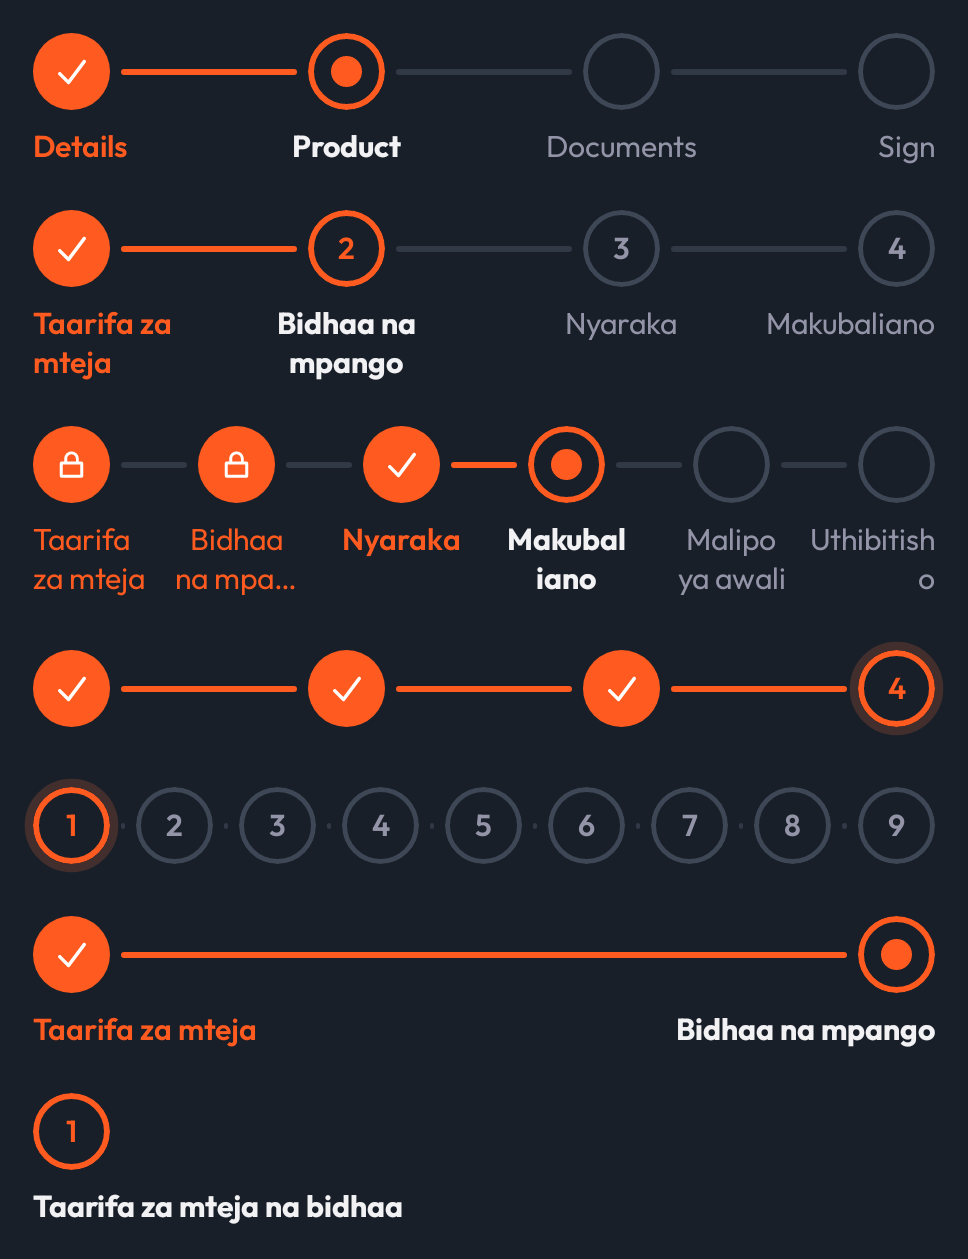 Details Product Documents Sign
2 3 4
Taarifa za Bidhaa na Nyaraka Makubaliano
mteja mpango
Taarifa Bidhaa Nyaraka Makubal Malipo Uthibitish
za mteja na mpa... iano ya awali o
4
1 2 3 4 5 6 7 8 9
Taarifa za mteja Bidhaa na mpango
1
Taarifa za mteja na bidhaa